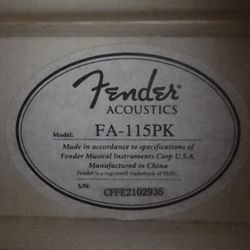 Fender
ACOUSTICS
Model: FA-115PK
Made in accordance to specifications of
Fender Musical Instruments Corp U.S.A.
Manufactured in China
Fender is a registered trademark of FMIC.
S/N: CFFE2102935